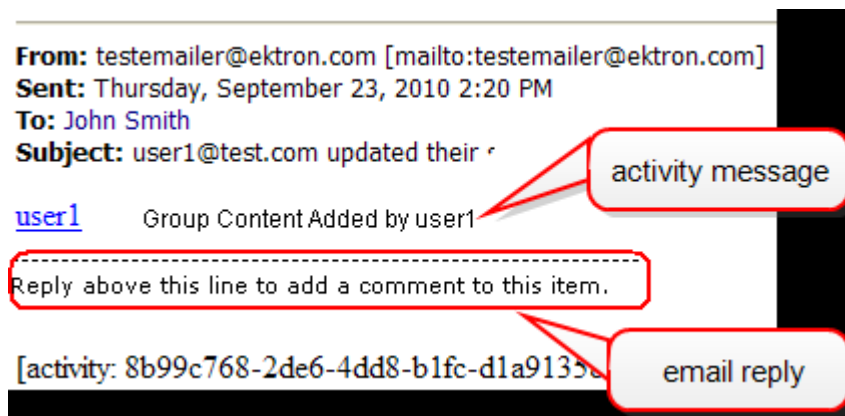 From: testemailer@ektron.com [mailto:testemailer@ektron.com]
Sent: Thursday, September 23, 2010 2:20 PM
To: John Smith
Subject: user1@test.com updated their
activity message
user1 Group Content Added by user1
Reply above this line to add a comment to this item.
[activity: 8b99c768-2de6-4dd8-b1fc-d1a9135
email reply